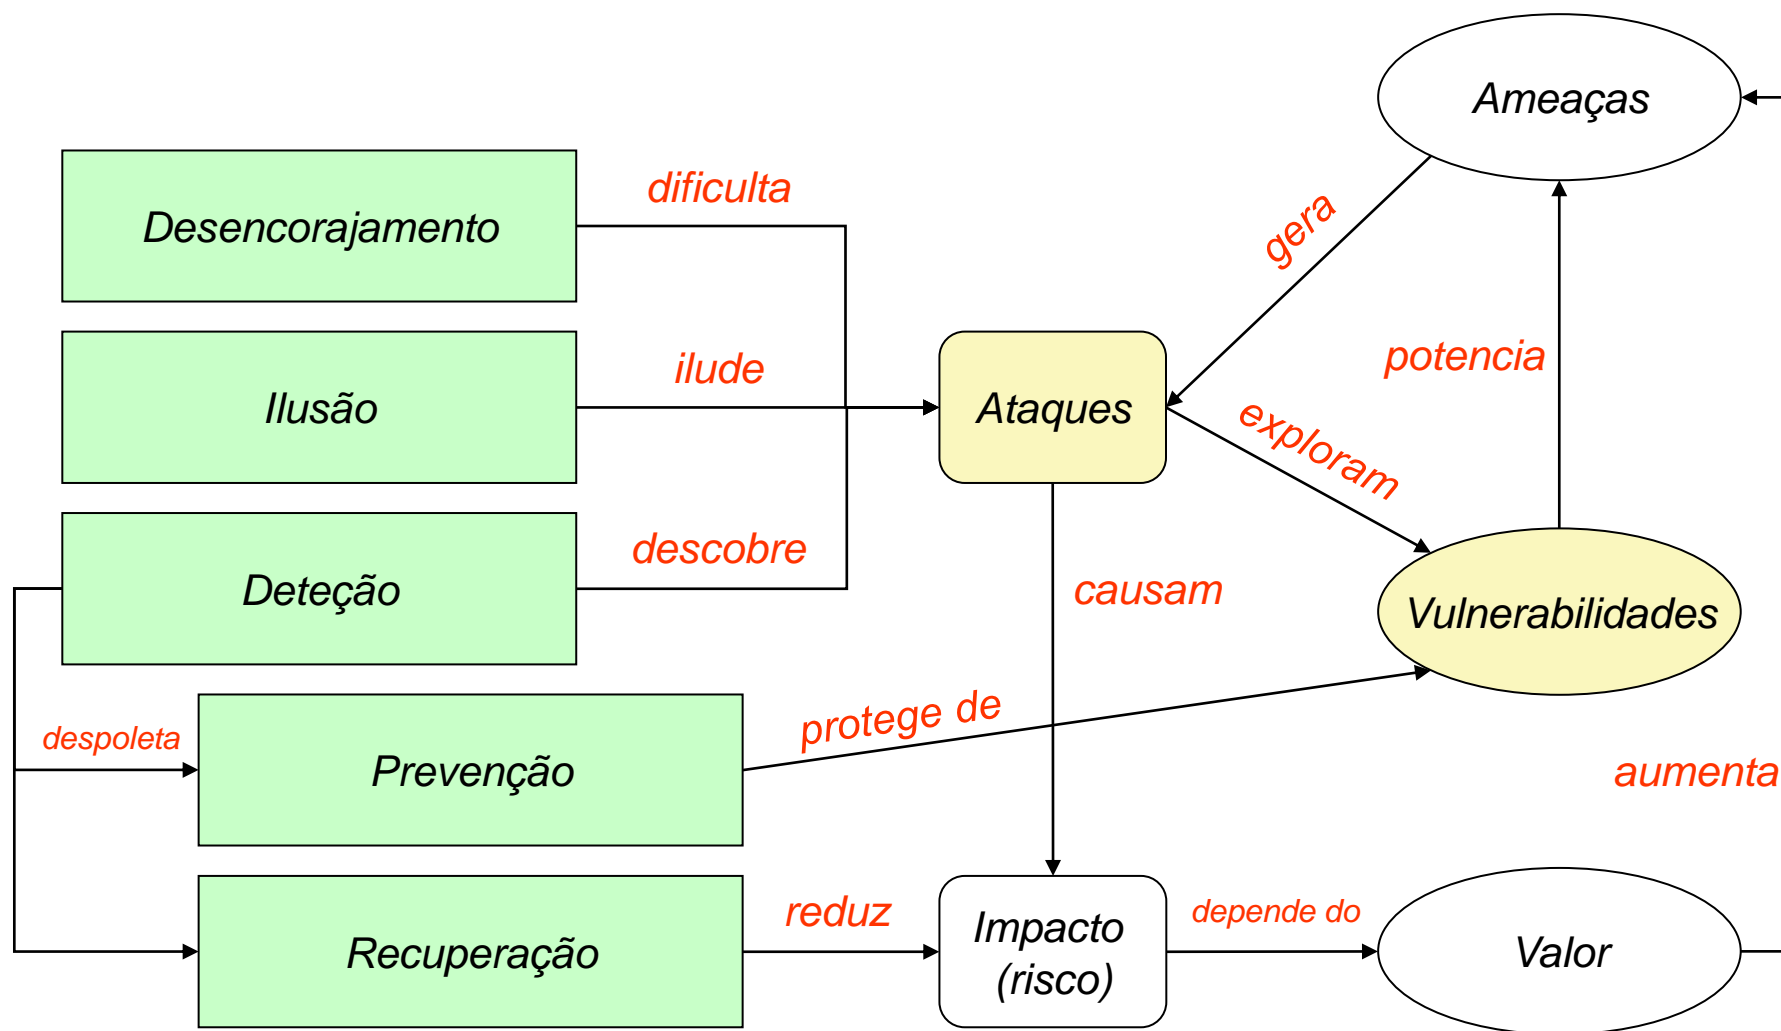 Ameaças
dificulta
Desencorajamento
gera
ilude
potencia
Ilusão
Ataques
exploram
descobre
Deteção
causam
Vulnerabilidades
protege de
despoleta
Prevenção
aumenta
reduz
depende do
Recuperação
Impacto
(risco)
Valor